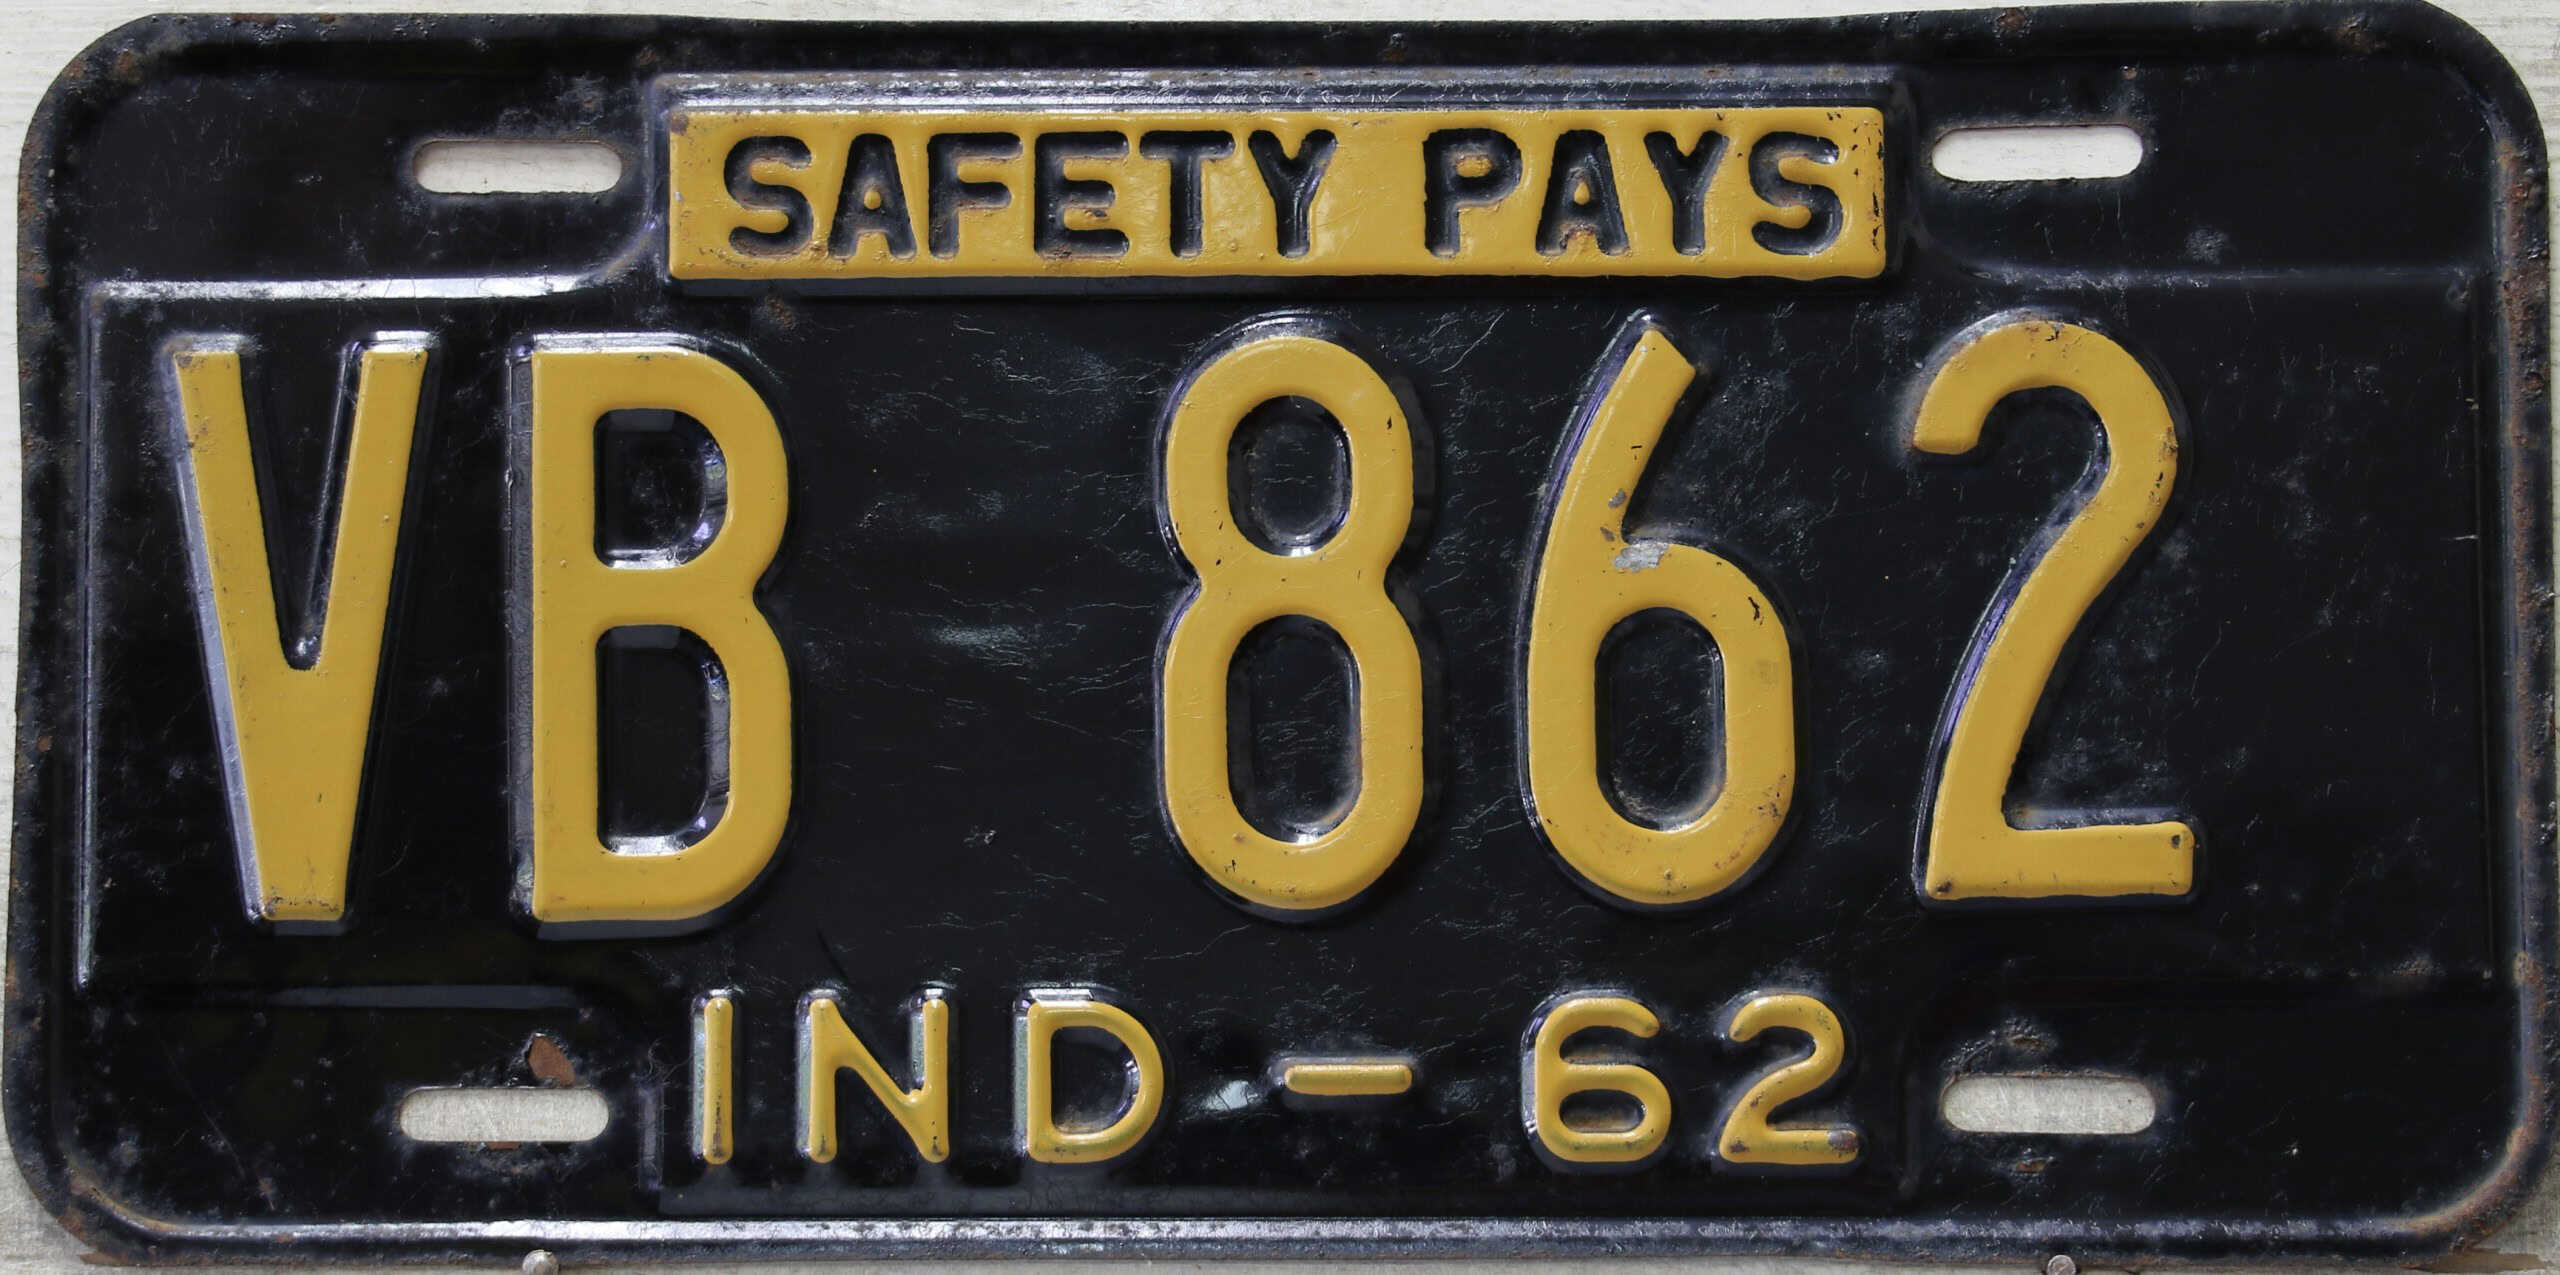 SAFETY PAYS
VB 862
IND - 62